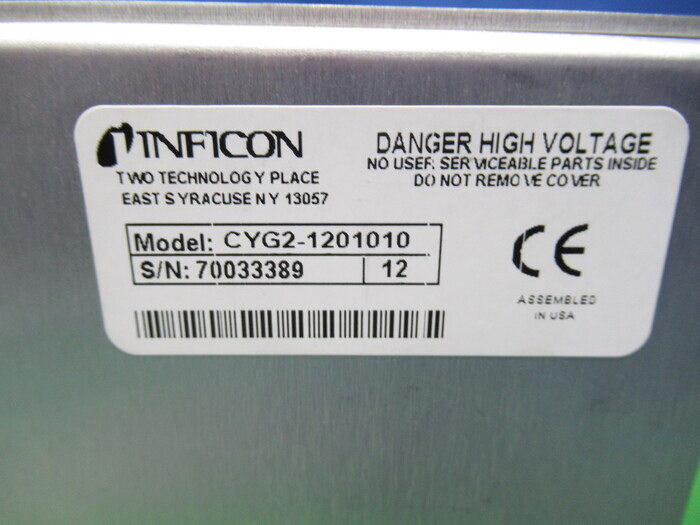 INFICON
TWO TECHNOLOGY PLACE
EAST SYRACUSE NY 13057
DANGER HIGH VOLTAGE
NO USER SERVICEABLE PARTS INSIDE
DO NOT REMOVE COVER
Model: CYG2-1201010
S/N: 70033389 12
CE
ASSEMBLED
IN USA